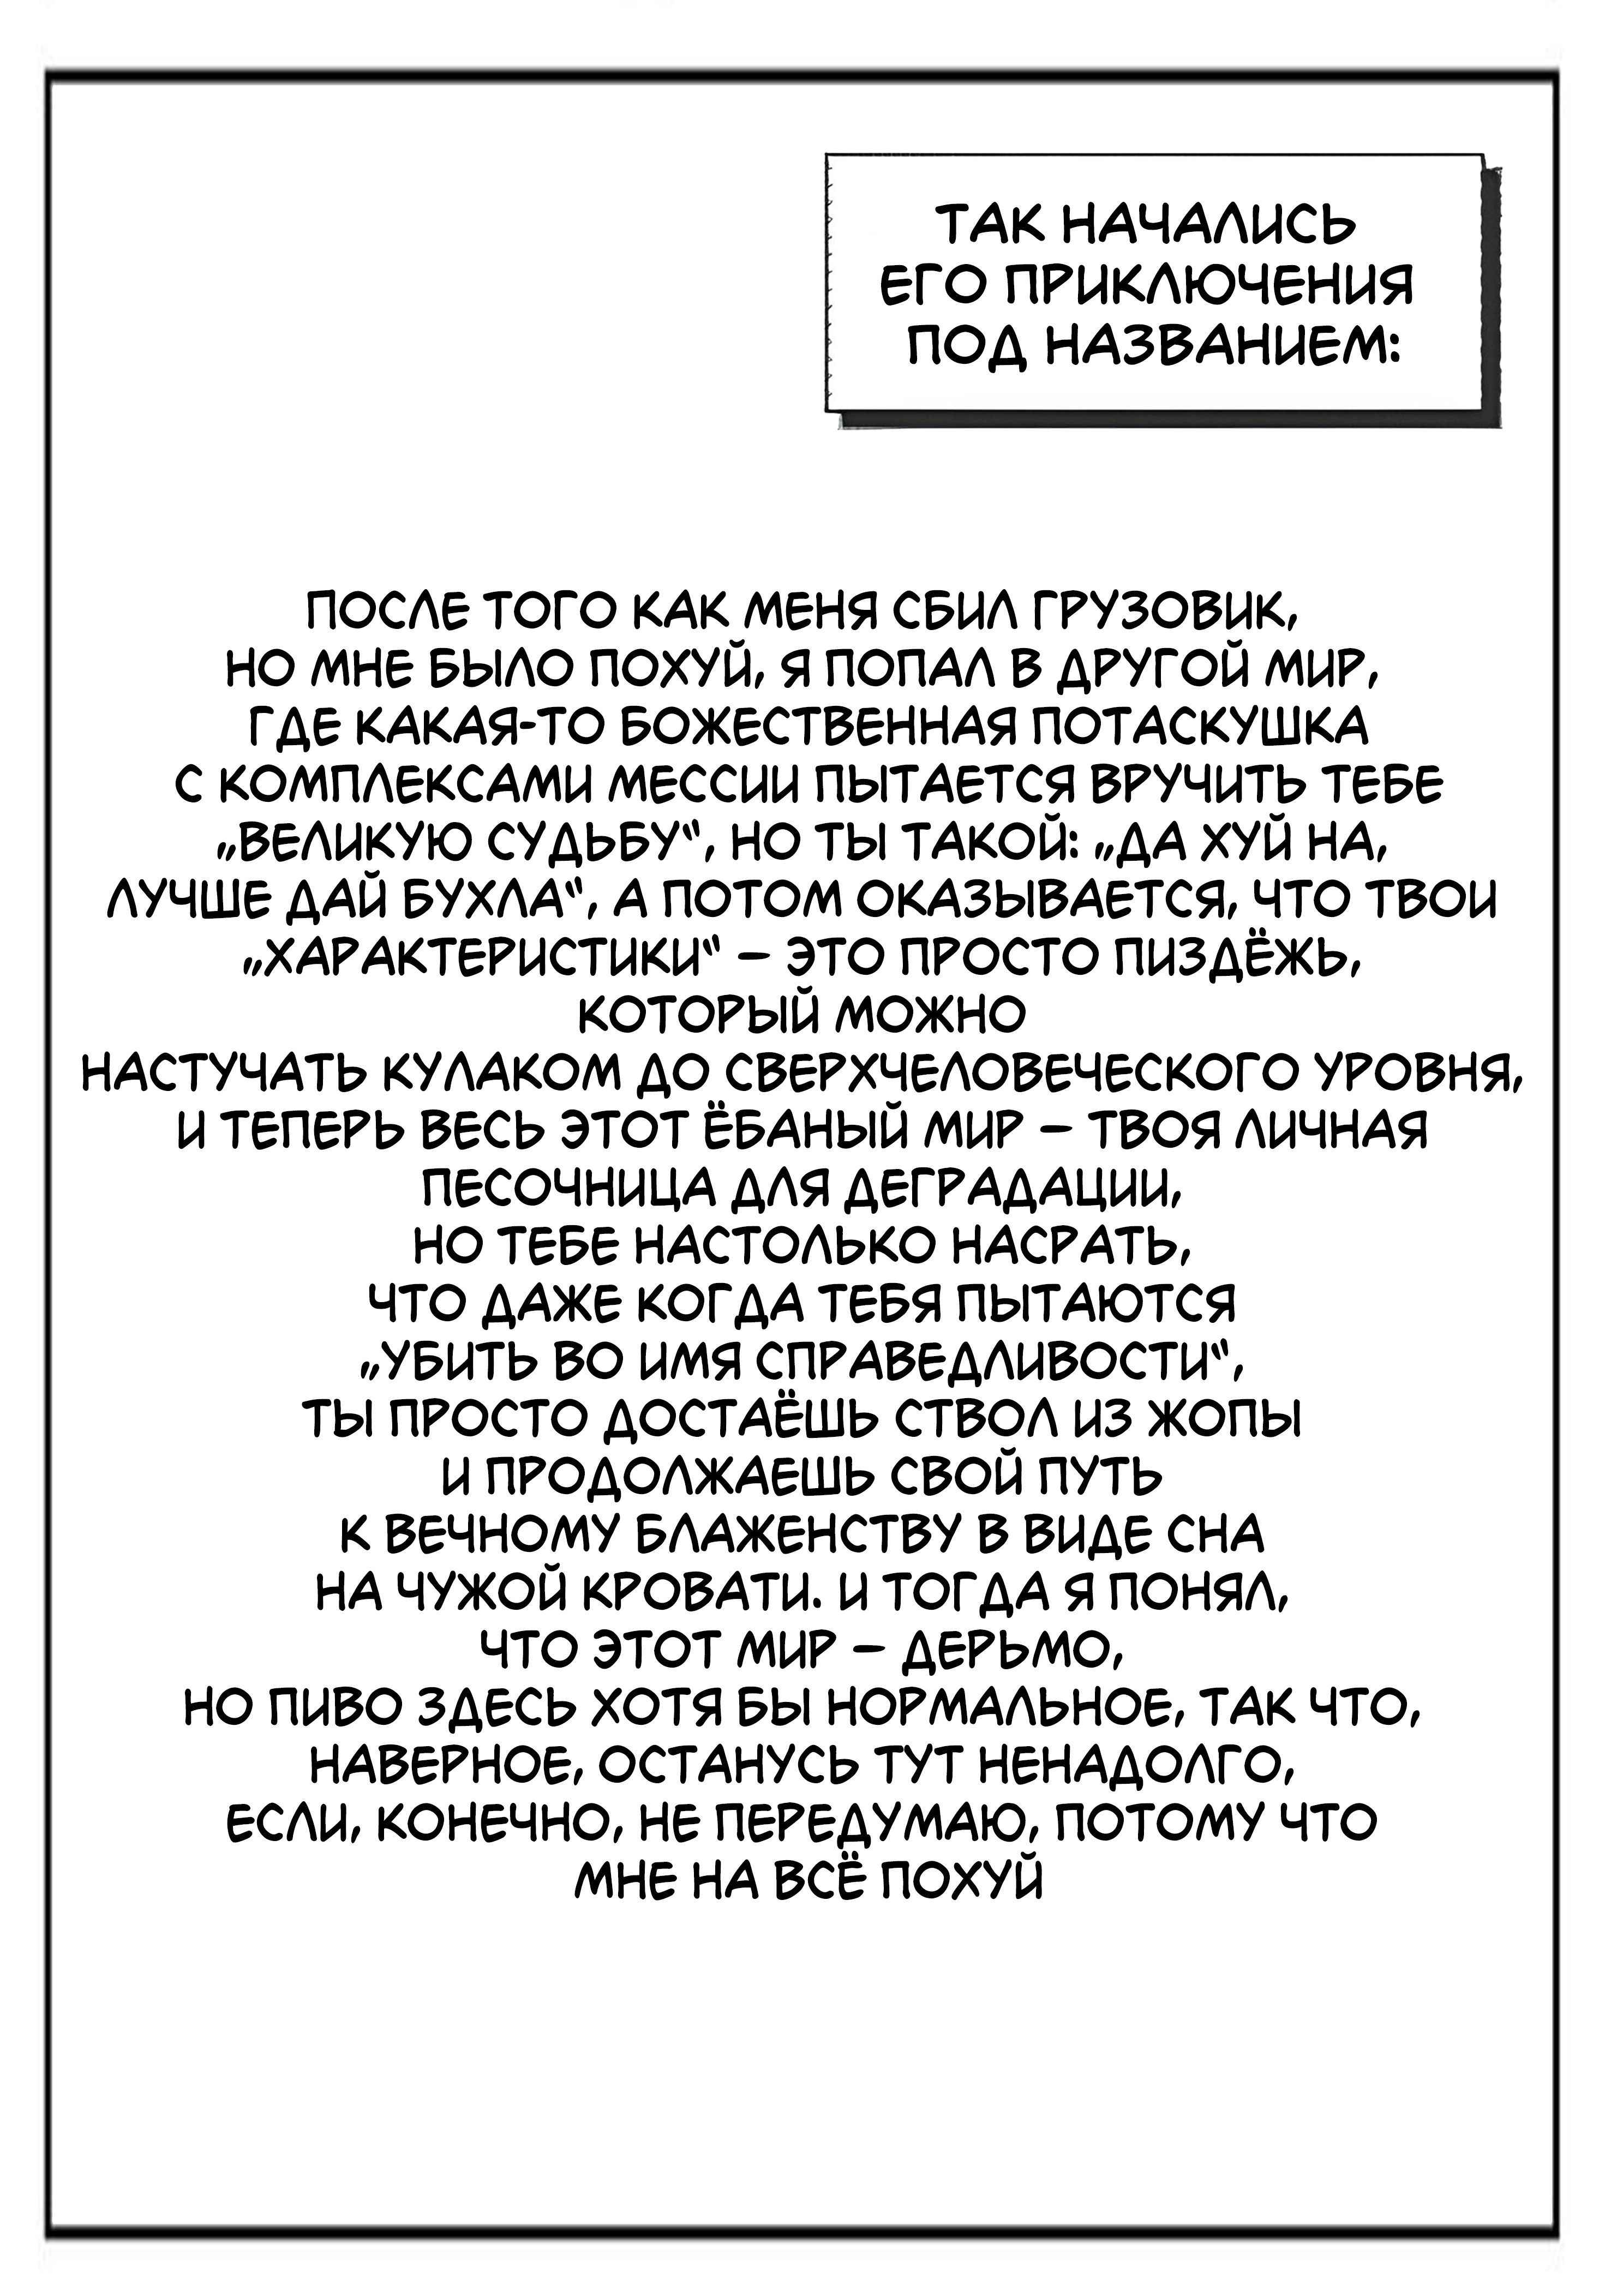 ТАК НАЧАЛИСЬ
ЕГО ПРИКЛЮЧЕНИЯ
ПОД НАЗВАНИЕМ:
ПОСЛЕ ТОГО КАК МЕНЯ СБИЛ ГРУЗОВИК,
НО МНЕ БЫЛО ПОХУЙ, Я ПОПАЛ В ДРУГОЙ МИР,
ГДЕ КАКАЯ-ТО БОЖЕСТВЕННАЯ ПОТАСКУШКА
С КОМПЛЕКСАМИ МЕССИИ ПЫТАЕТСЯ ВРУЧИТЬ ТЕБЕ
„ВЕЛИКУЮ СУДЬБУ“, НО ТЫ ТАКОЙ: „ДА ХУЙ НА,
ЛУЧШЕ ДАЙ БУХЛА“, А ПОТОМ ОКАЗЫВАЕТСЯ, ЧТО ТВОИ
„ХАРАКТЕРИСТИКИ“ – ЭТО ПРОСТО ПИЗДЁЖЬ,
КОТОРЫЙ МОЖНО
НАСТУЧАТЬ КУЛАКОМ ДО СВЕРХЧЕЛОВЕЧЕСКОГО УРОВНЯ,
И ТЕПЕРЬ ВЕСЬ ЭТОТ ЁБАНЫЙ МИР – ТВОЯ ЛИЧНАЯ
ПЕСОЧНИЦА ДЛЯ ДЕГРАДАЦИИ,
НО ТЕБЕ НАСТОЛЬКО НАСРАТЬ,
ЧТО ДАЖЕ КОГДА ТЕБЯ ПЫТАЮТСЯ
„УБИТЬ ВО ИМЯ СПРАВЕДЛИВОСТИ“,
ТЫ ПРОСТО ДОСТАЁШЬ СТВОЛ ИЗ ЖОПЫ
И ПРОДОЛЖАЕШЬ СВОЙ ПУТЬ
К ВЕЧНОМУ БЛАЖЕНСТВУ В ВИДЕ СНА
НА ЧУЖОЙ КРОВАТИ. И ТОГДА Я ПОНЯЛ,
ЧТО ЭТОТ МИР – ДЕРЬМО,
НО ПИВО ЗДЕСЬ ХОТЯ БЫ НОРМАЛЬНОЕ, ТАК ЧТО,
НАВЕРНОЕ, ОСТАНУСЬ ТУТ НЕНАДОЛГО,
ЕСЛИ, КОНЕЧНО, НЕ ПЕРЕДУМАЮ, ПОТОМУ ЧТО
МНЕ НА ВСЁ ПОХУЙ